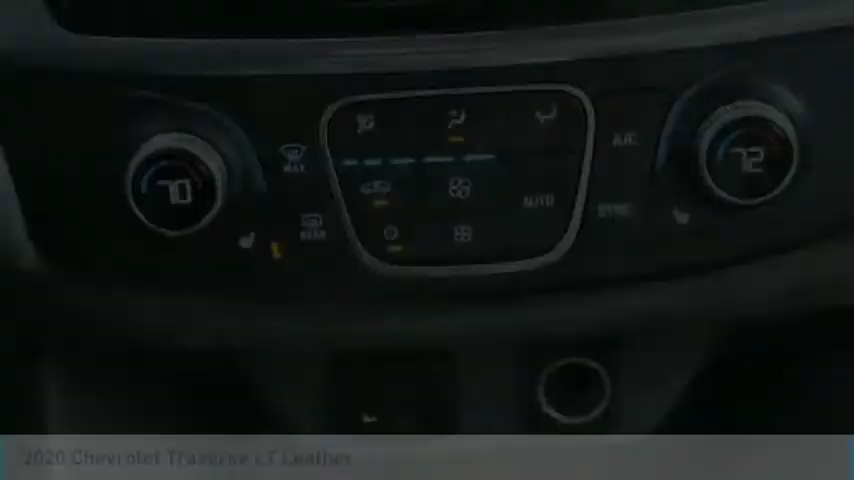 70
MAX
REAR
AUTO
A/C
SYNC
72
2020 Chevrolet Traverse LT Leather